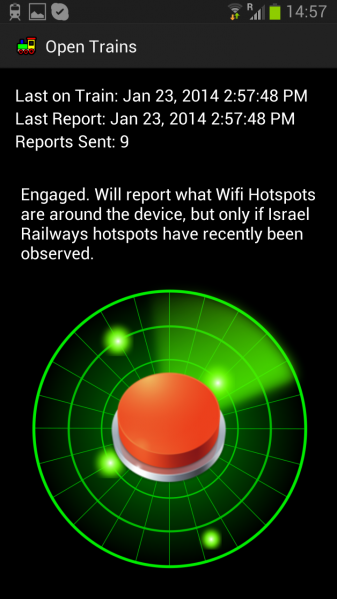 R 14:57
Open Trains
Last on Train: Jan 23, 2014 2:57:48 PM
Last Report: Jan 23, 2014 2:57:48 PM
Reports Sent: 9
Engaged. Will report what Wifi Hotspots
are around the device, but only if Israel
Railways hotspots have recently been
observed.